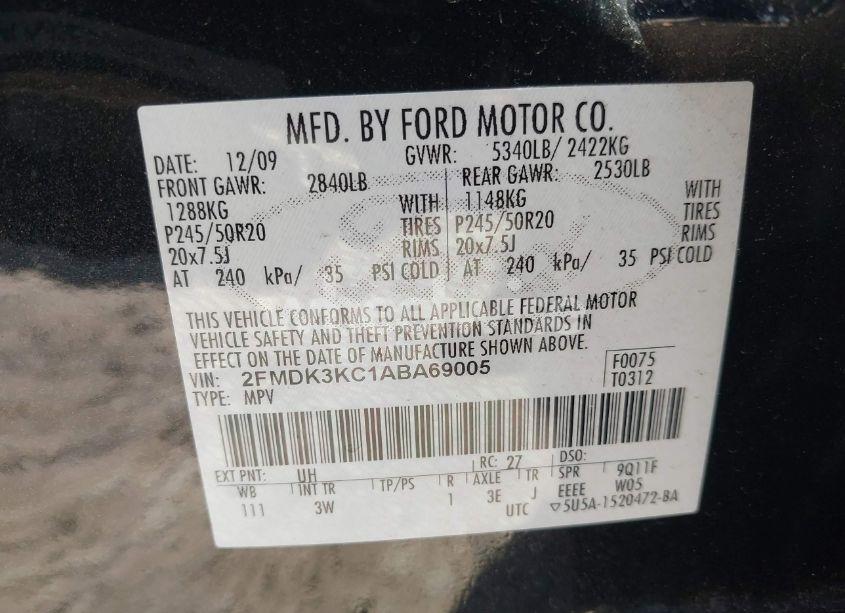 MFD. BY FORD MOTOR CO.
DATE: 12/09 GVWR: 5340LB/ 2422KG
FRONT GAWR: 2840LB REAR GAWR: 2530LB
1288KG WITH 1148KG WITH
P245/50R20 TIRES P245/50R20 TIRES
20x7.5J RIMS 20x7.5J RIMS
AT 240 kPa/ 35 PSI COLD AT 240 kPa/ 35 PSI COLD
THIS VEHICLE CONFORMS TO ALL APPLICABLE FEDERAL MOTOR
VEHICLE SAFETY AND THEFT PREVENTION STANDARDS IN
EFFECT ON THE DATE OF MANUFACTURE SHOWN ABOVE.
VIN: 2FMDK3KC1ABA69005 F0075
TYPE: MPV T0312
EXT PNT: UH RC: 27 DSO:
WB INT TR TP/PS R AXLE TR SPR 9Q11F
111 3W 1 3E J EEEE W05
UTC ▽5U5A-1520472-BA